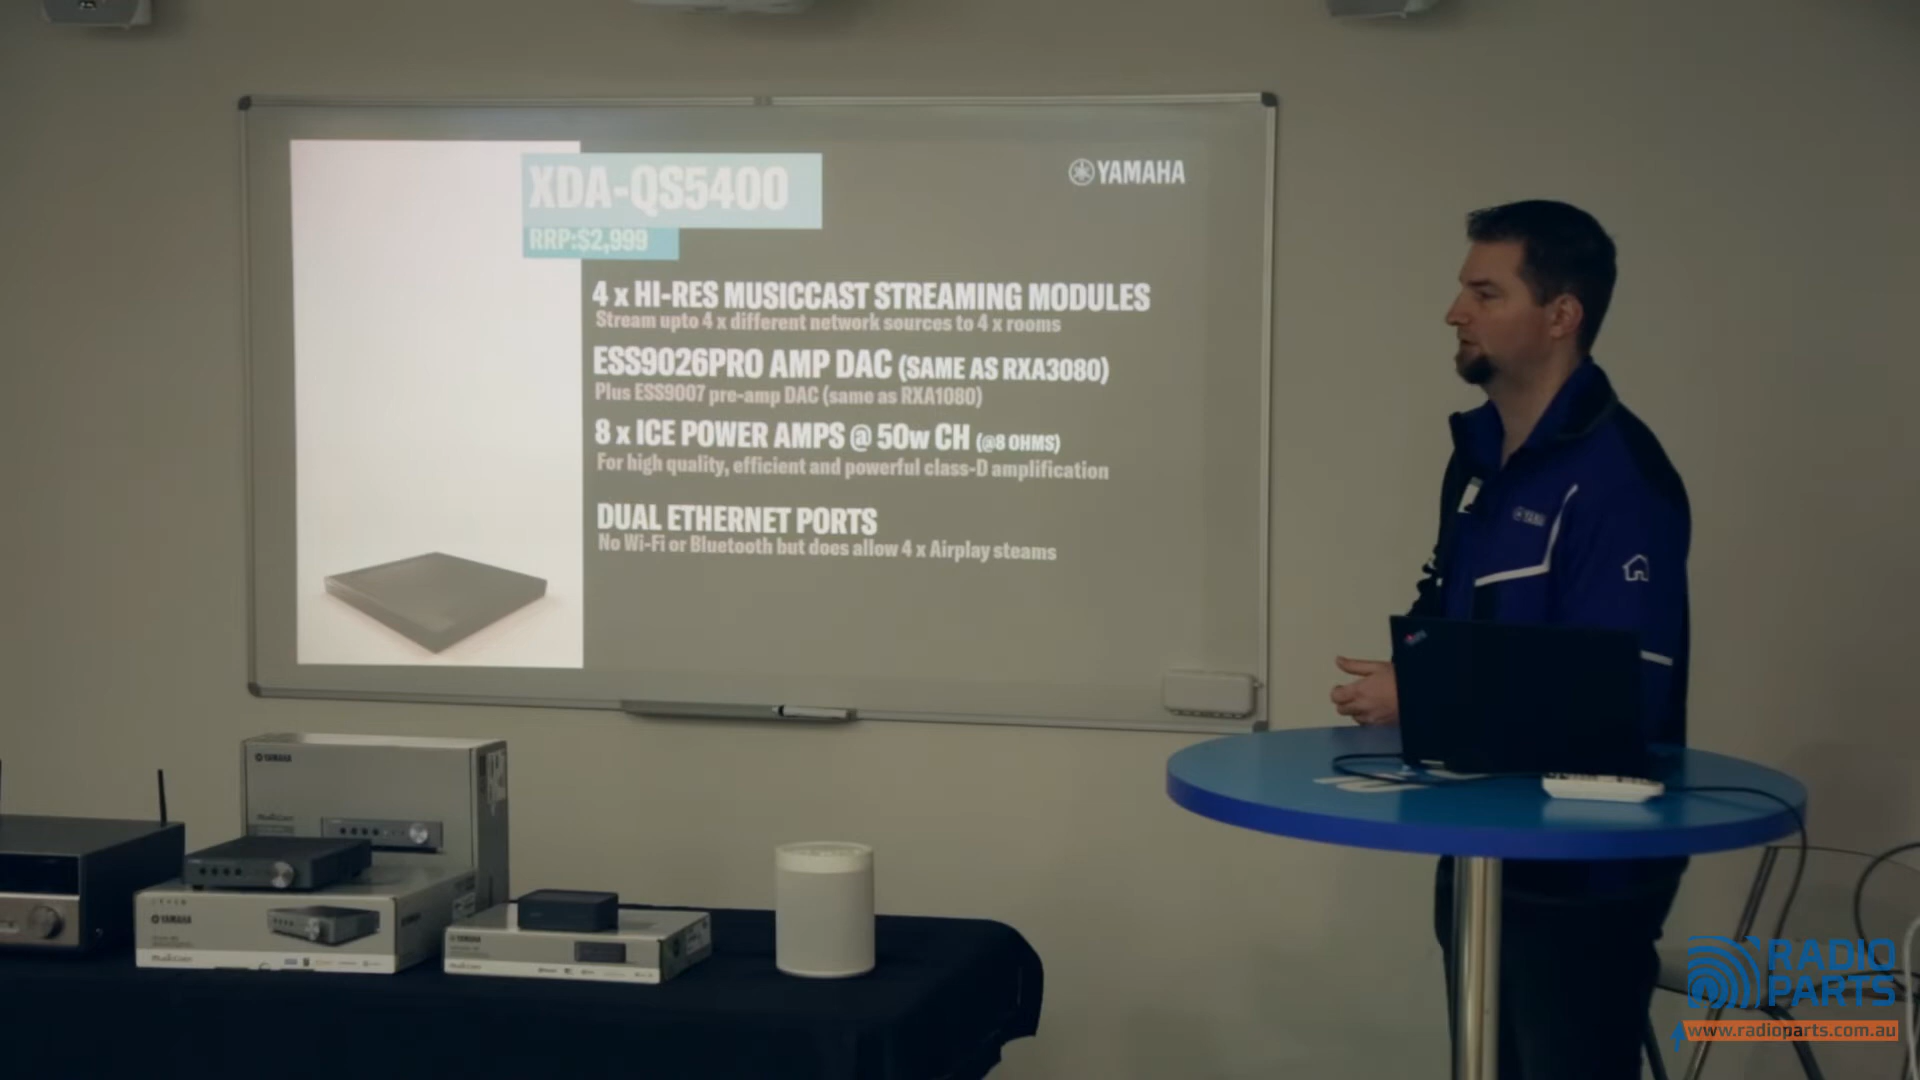 XDA-QS5400
RRP:$2,999
YAMAHA
4 x HI-RES MUSICCAST STREAMING MODULES
Stream upto 4 x different network sources to 4 x rooms
ESS9026PRO AMP DAC (SAME AS RXA3080)
Plus ESS9007 pre-amp DAC (same as RXA1080)
8 x ICE POWER AMPS @ 50w CH (@8 OHMS)
For high quality, efficient and powerful class-D amplification
DUAL ETHERNET PORTS
No Wi-Fi or Bluetooth but does allow 4 x Airplay steams
YAMAHA
YAMAHA
YAMAHA
MusicCast
RADIO
PARTS
www.radioparts.com.au